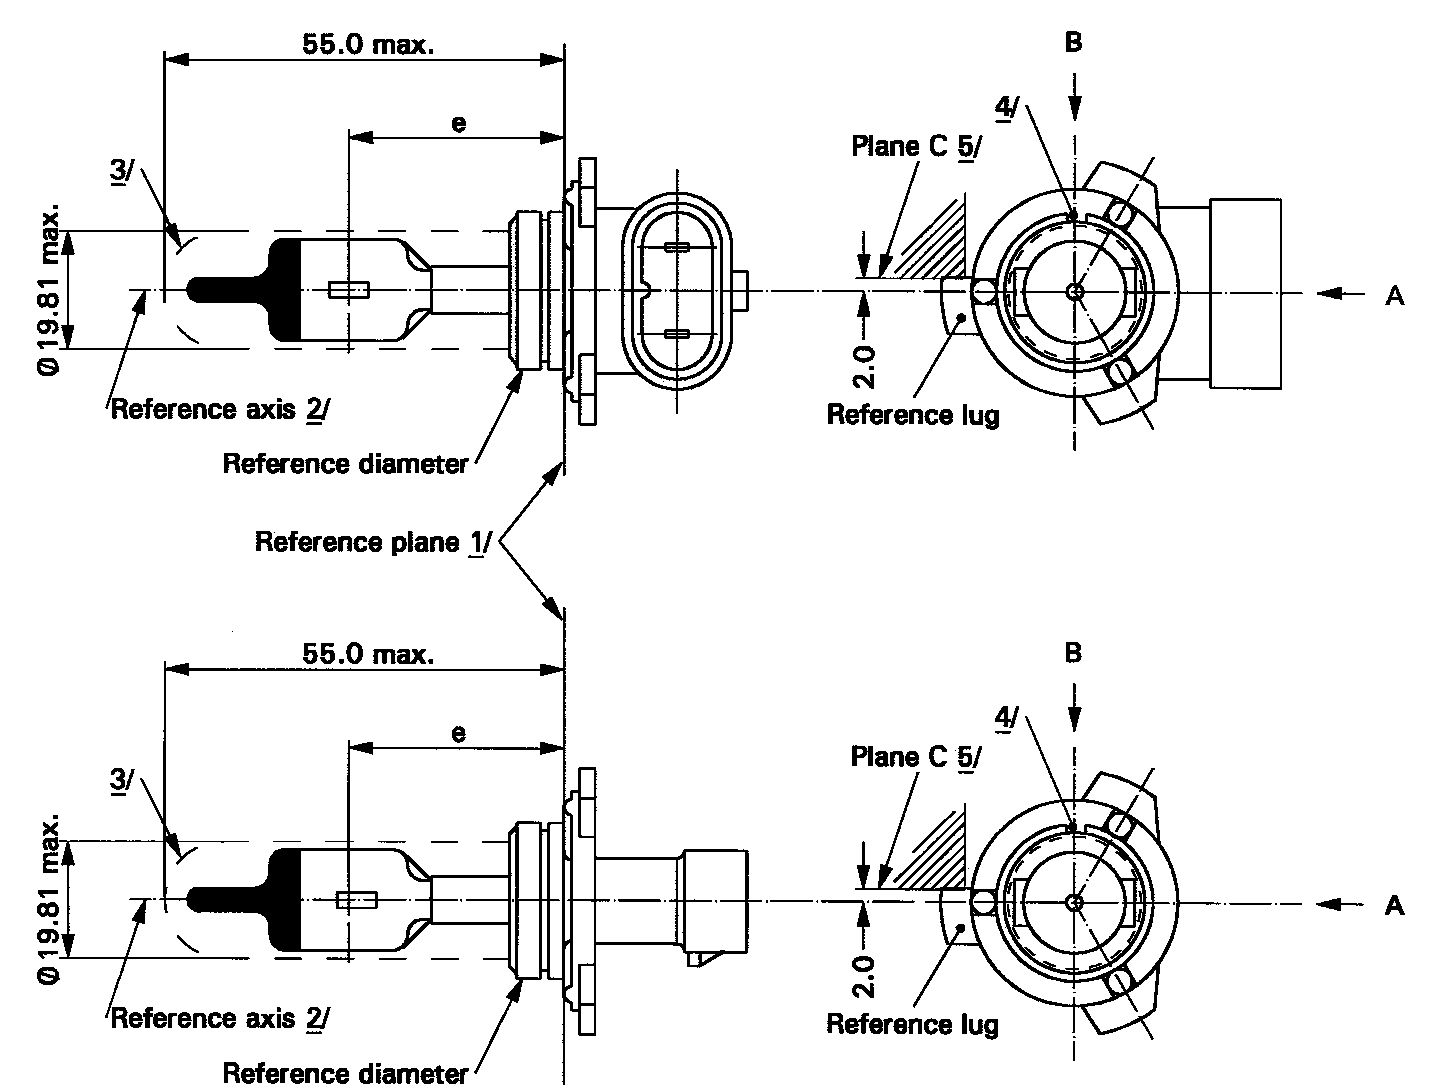 55.0 max.
B
e
4/
Plane C 5/
3/
Ø19.81 max.
A
2.0
Reference axis 2/
Reference lug
Reference diameter
Reference plane 1/
55.0 max.
B
e
4/
Plane C 5/
3/
Ø19.81 max.
A
2.0
Reference axis 2/
Reference lug
Reference diameter